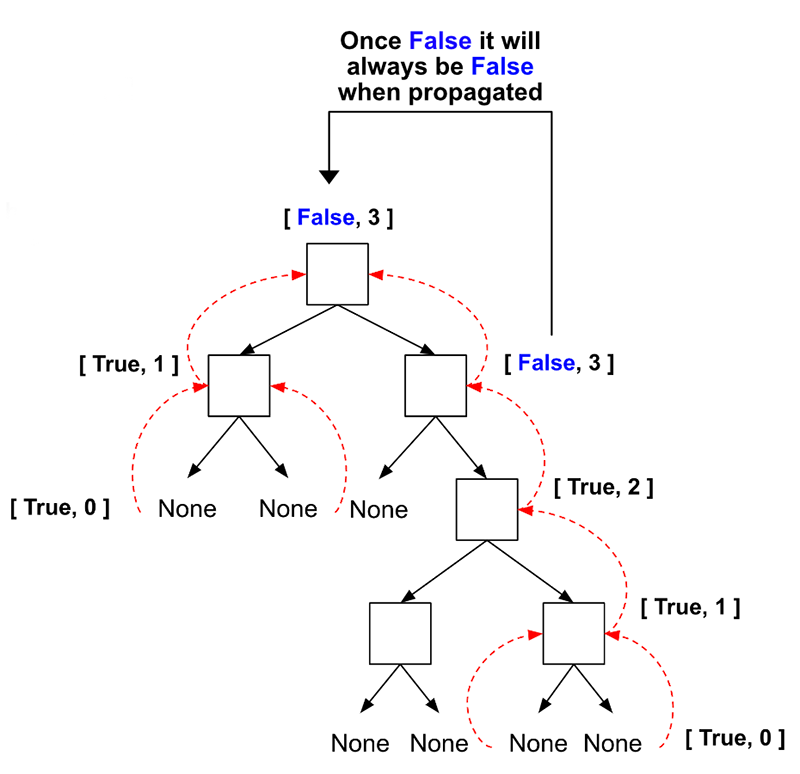 Once False it will
always be False
when propagated
[ False, 3 ]
[ True, 1 ]
[ False, 3 ]
[ True, 2 ]
[ True, 0 ]
None
None
None
[ True, 1 ]
None
None
None
None
[ True, 0 ]